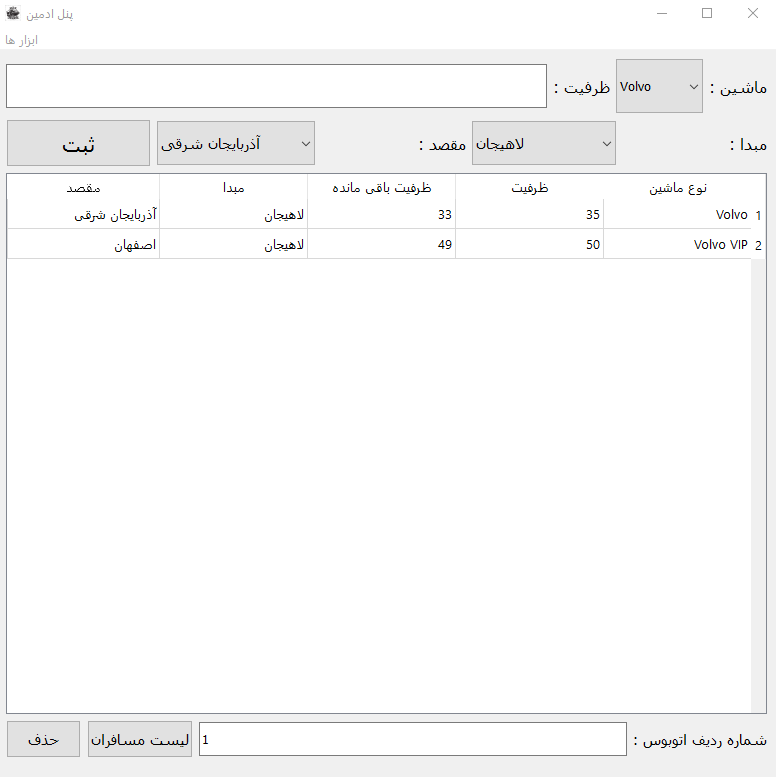 پنل ادمین
ابزار ها
ماشین : Volvo ظرفیت :
مبدا : لاهیجان مقصد : آذربایجان شرقی ثبت
نوع ماشین ظرفیت ظرفیت باقی مانده مبدا مقصد
1 Volvo 35 33 لاهیجان آذربایجان شرقی
2 Volvo VIP 50 49 لاهیجان اصفهان
شماره ردیف اتوبوس : 1 لیست مسافران حذف